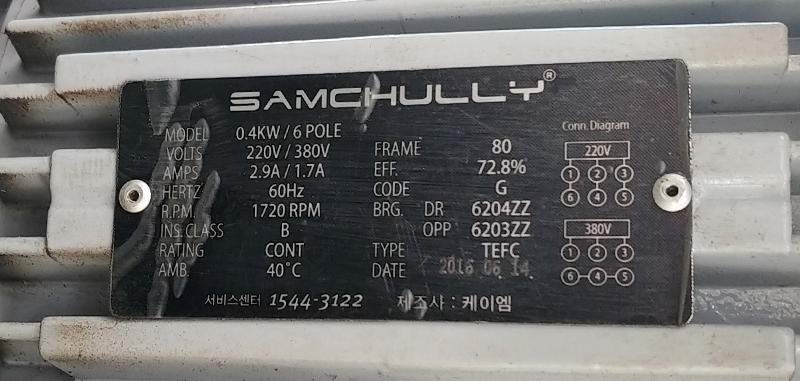 SAMCHULLY®
MODEL 0.4KW / 6 POLE
VOLTS 220V / 380V FRAME 80
AMPS 2.9A / 1.7A EFF. 72.8%
HERTZ 60Hz CODE G
R.P.M. 1720 RPM BRG. DR 6204ZZ
INS.CLASS B OPP 6203ZZ
RATING CONT TYPE TEFC
AMB. 40°C DATE 2016 06 14
Conn. Diagram
220V
1 2 3
6 4 5
380V
1 2 3
6 4 5
서비스센터 1544-3122 제조사 : 케이엠